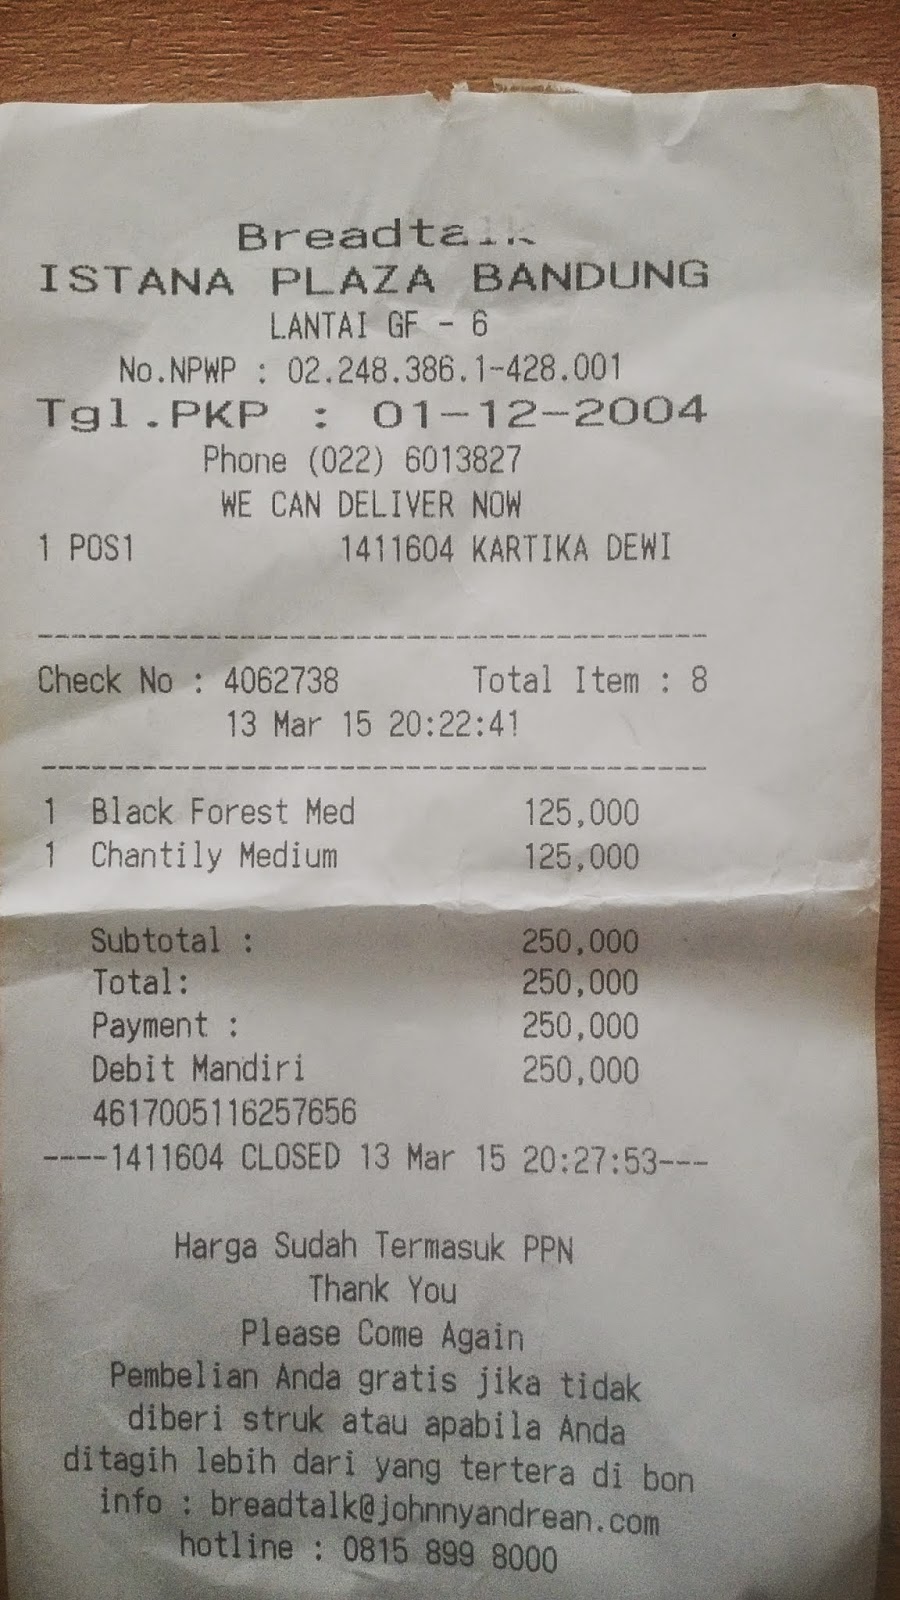 Breadtalk
ISTANA PLAZA BANDUNG
LANTAI GF - 6
No.NPWP : 02.248.386.1-428.001
Tgl.PKP : 01-12-2004
Phone (022) 6013827
WE CAN DELIVER NOW
1 POS1 1411604 KARTIKA DEWI
----------------------------------------
Check No : 4062738 Total Item : 8
13 Mar 15 20:22:41
----------------------------------------
1 Black Forest Med 125,000
1 Chantily Medium 125,000
Subtotal : 250,000
Total: 250,000
Payment : 250,000
Debit Mandiri 250,000
4617005116257656
----1411604 CLOSED 13 Mar 15 20:27:53---
Harga Sudah Termasuk PPN
Thank You
Please Come Again
Pembelian Anda gratis jika tidak
diberi struk atau apabila Anda
ditagih lebih dari yang tertera di bon
info : breadtalk@johnnyandrean.com
hotline : 0815 899 8000